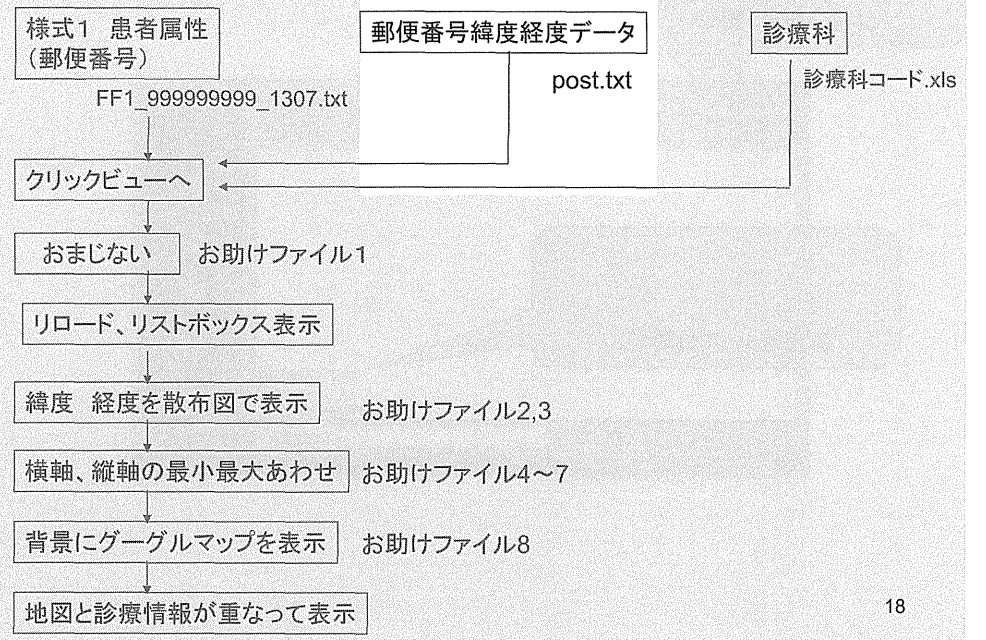 様式1 患者属性
（郵便番号）
郵便番号緯度経度データ
診療科
FF1_999999999_1307.txt
post.txt
診療科コード.xls
クリックビューへ
おまじない
お助けファイル1
リロード、リストボックス表示
緯度 経度を散布図で表示
お助けファイル2,3
横軸、縦軸の最小最大あわせ
お助けファイル4～7
背景にグーグルマップを表示
お助けファイル8
地図と診療情報が重なって表示
18